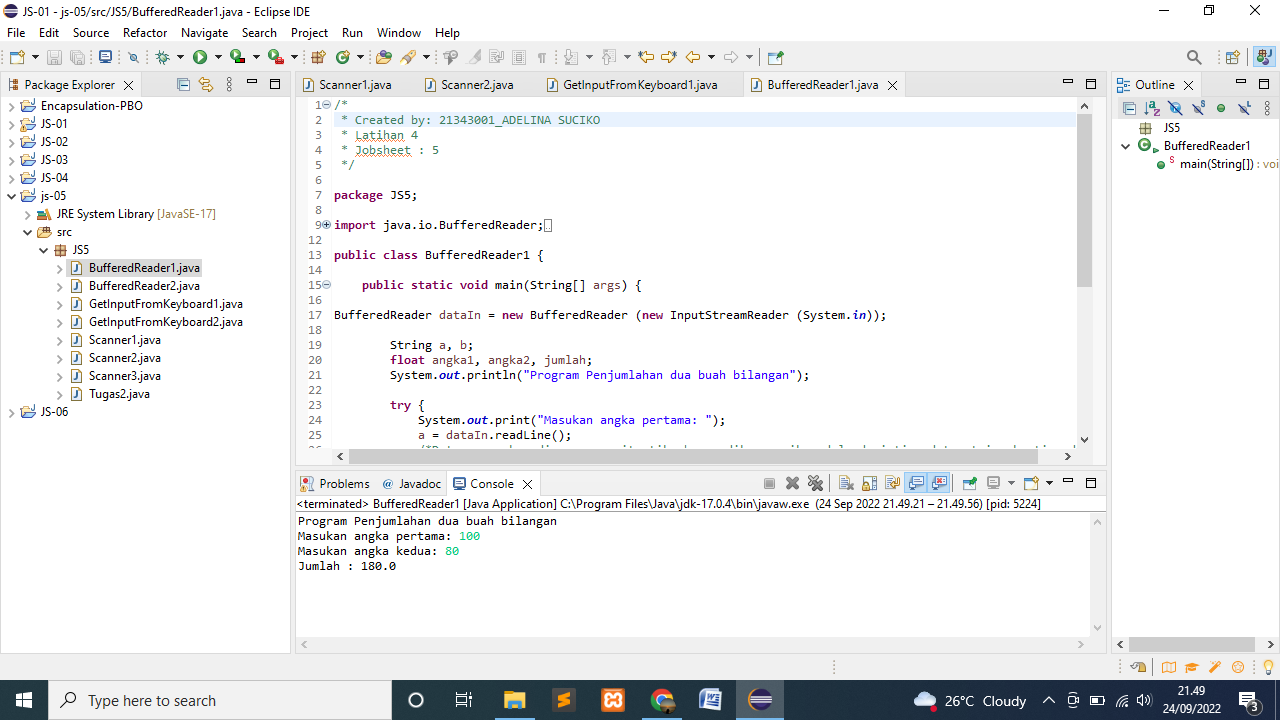 JS-01 - js-05/src/JS5/BufferedReader1.java - Eclipse IDE
File Edit Source Refactor Navigate Search Project Run Window Help
Package Explorer
Encapsulation-PBO
JS-01
JS-02
JS-03
JS-04
js-05
JRE System Library [JavaSE-17]
src
JS5
BufferedReader1.java
BufferedReader2.java
GetInputFromKeyboard1.java
GetInputFromKeyboard2.java
Scanner1.java
Scanner2.java
Scanner3.java
Tugas2.java
JS-06
Scanner1.java Scanner2.java GetInputFromKeyboard1.java BufferedReader1.java
1 /*
2 * Created by: 21343001_ADELINA SUCIKO
3 * Latihan 4
4 * Jobsheet : 5
5 */
6
7 package JS5;
8
9 import java.io.BufferedReader;
12
13 public class BufferedReader1 {
14
15 public static void main(String[] args) {
16
17 BufferedReader dataIn = new BufferedReader (new InputStreamReader (System.in));
18
19 String a, b;
20 float angka1, angka2, jumlah;
21 System.out.println("Program Penjumlahan dua buah bilangan");
22
23 try {
24 System.out.print("Masukan angka pertama: ");
25 a = dataIn.readLine();
Outline
JS5
BufferedReader1
main(String[]) : voi
Problems Javadoc Console
<terminated> BufferedReader1 [Java Application] C:\Program Files\Java\jdk-17.0.4\bin\javaw.exe (24 Sep 2022 21.49.21 – 21.49.56) [pid: 5224]
Program Penjumlahan dua buah bilangan
Masukan angka pertama: 100
Masukan angka kedua: 80
Jumlah : 180.0
Type here to search
26°C Cloudy
21.49
24/09/2022
3